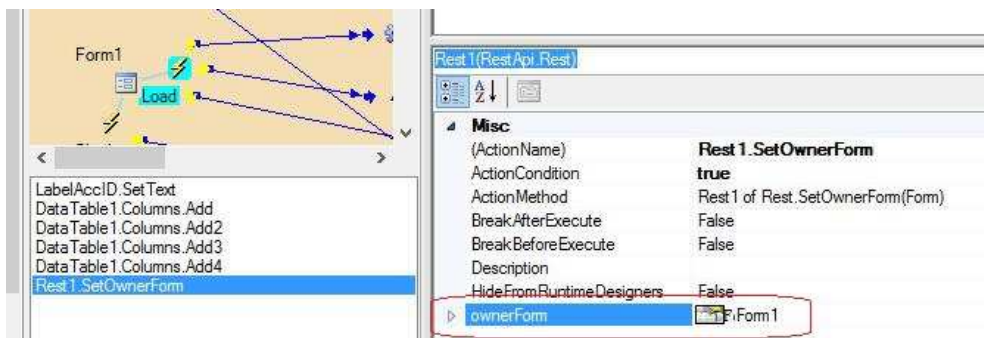 Form1
Load
LabelAccID.SetText
DataTable1.Columns.Add
DataTable1.Columns.Add2
DataTable1.Columns.Add3
DataTable1.Columns.Add4
Rest1.SetOwnerForm
Rest1(RestApi.Rest)
Misc
(ActionName) Rest1.SetOwnerForm
ActionCondition true
ActionMethod Rest1 of Rest.SetOwnerForm(Form)
BreakAfterExecute False
BreakBeforeExecute False
Description
HideFromRuntimeDesigners False
ownerForm Form1